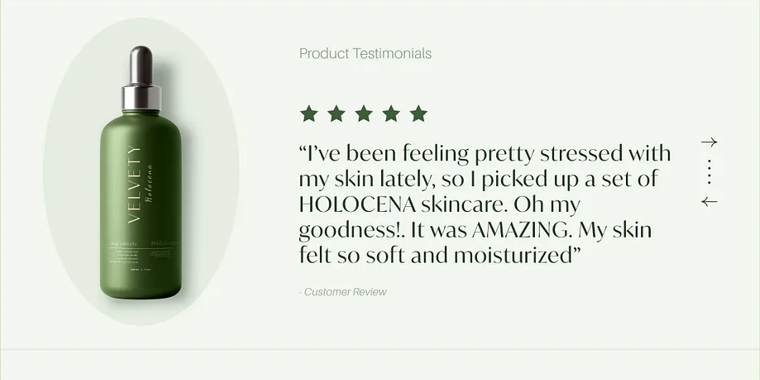 Product Testimonials
“I’ve been feeling pretty stressed with
my skin lately, so I picked up a set of
HOLOCENA skincare. Oh my
goodness!. It was AMAZING. My skin
felt so soft and moisturized”
- Customer Review
VELVETY
Holocena